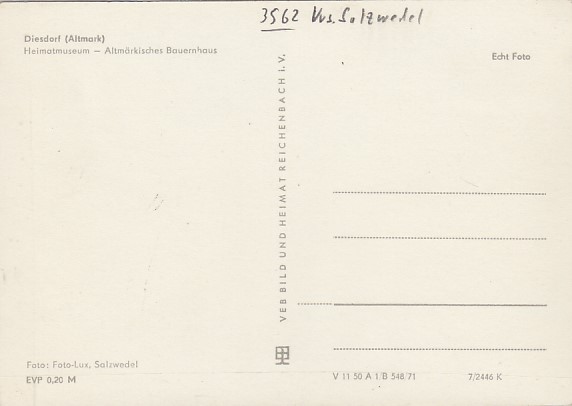 3562 Krs. Salzwedel
Diesdorf (Altmark)
Heimatmuseum — Altmärkisches Bauernhaus
Echt Foto
VEB BILD UND HEIMAT REICHENBACH i. V.
Foto: Foto-Lux, Salzwedel
EVP 0,20 M
V 11 50 A 1/B 548/71
7/2446 K